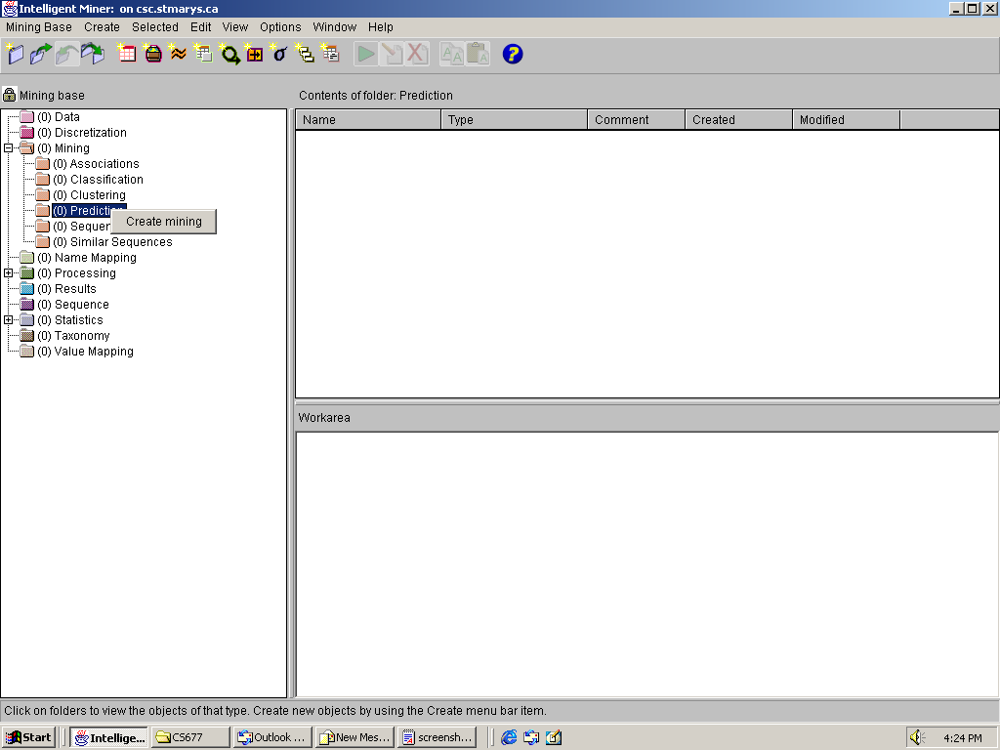 Intelligent Miner: on csc.stmarys.ca
Mining Base Create Selected Edit View Options Window Help
Mining base
(0) Data
(0) Discretization
(0) Mining
(0) Associations
(0) Classification
(0) Clustering
(0) Predictio
Create mining
(0) Sequen
(0) Similar Sequences
(0) Name Mapping
(0) Processing
(0) Results
(0) Sequence
(0) Statistics
(0) Taxonomy
(0) Value Mapping
Contents of folder: Prediction
Name Type Comment Created Modified
Workarea
Click on folders to view the objects of that type. Create new objects by using the Create menu bar item.
Start Intellige... CS677 Outlook ... New Mes... screensh... 4:24 PM